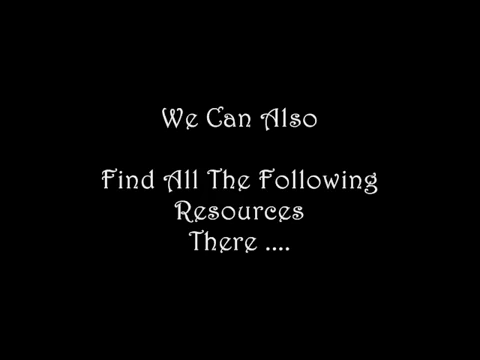 We Can Also
Find All The Following
Resources
There ....